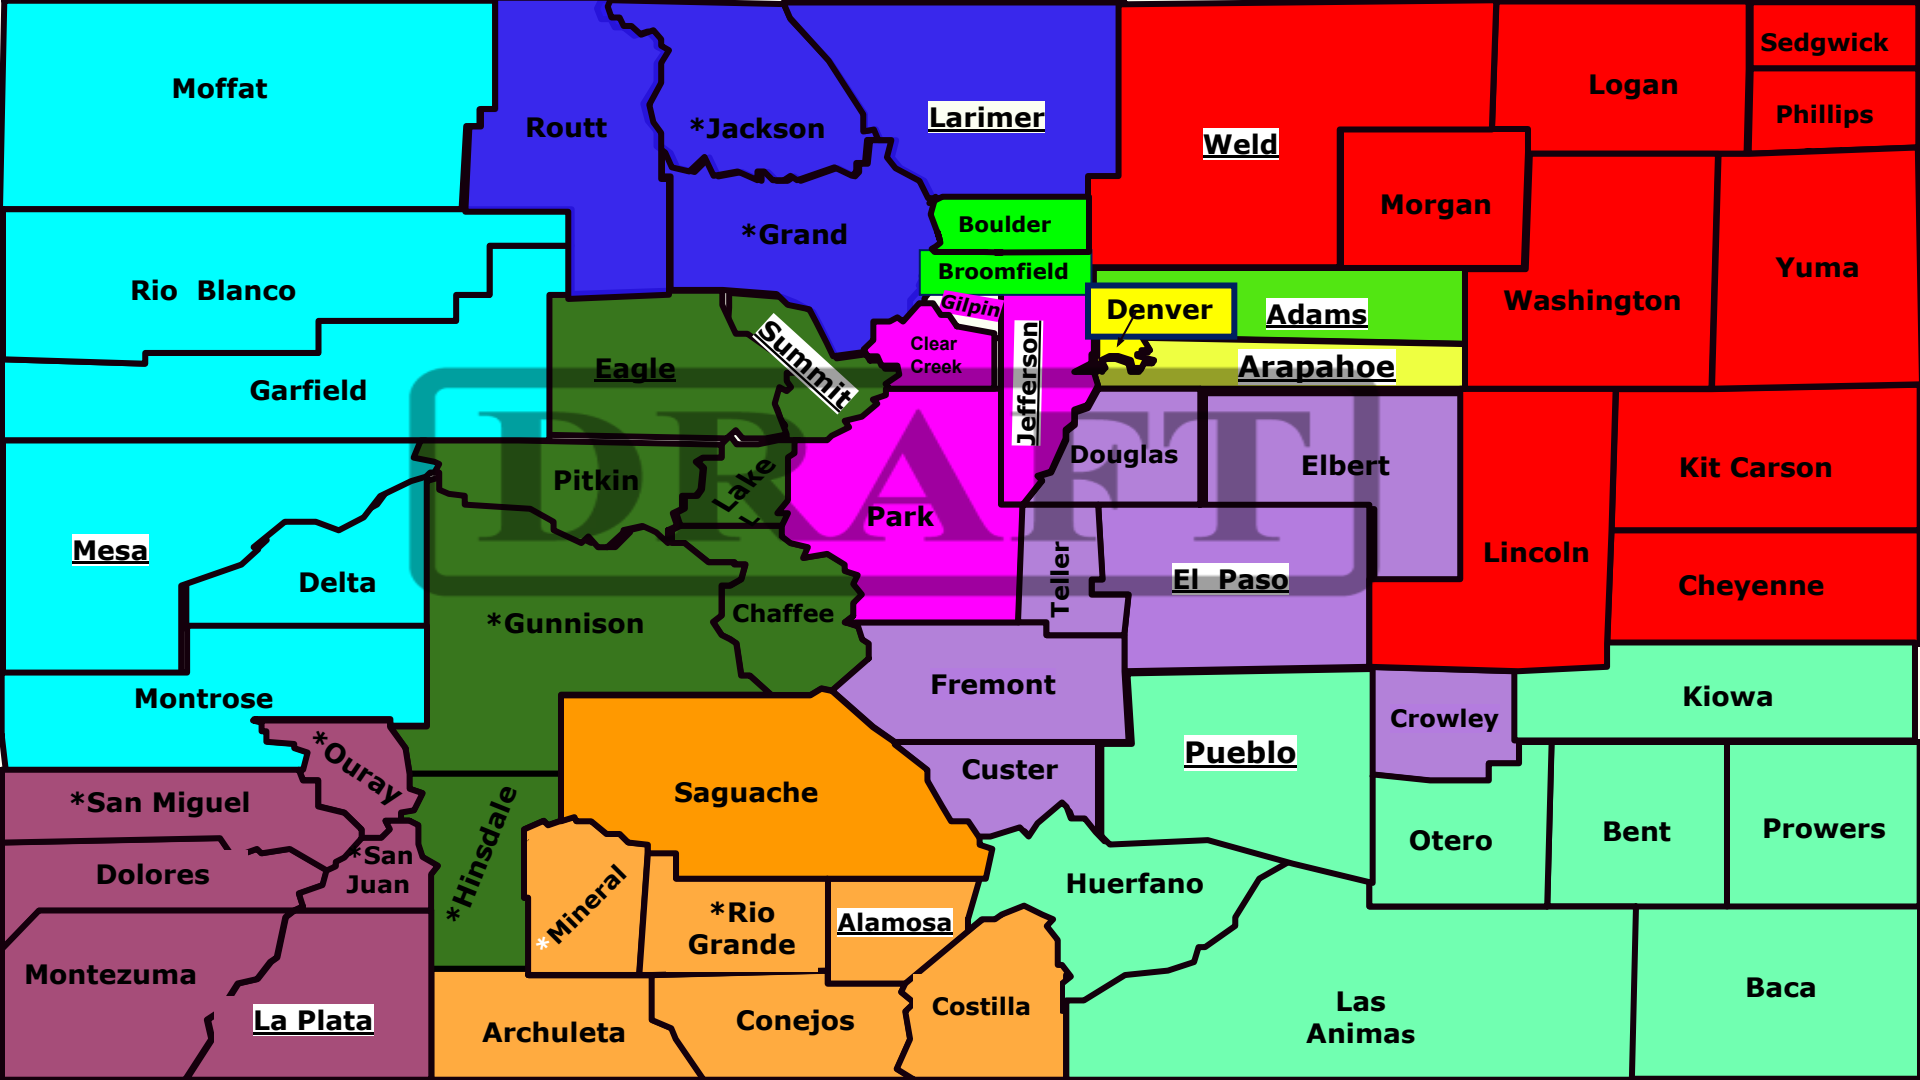 Moffat
Routt
*Jackson
Larimer
Weld
Logan
Sedgwick
Phillips
Morgan
Rio Blanco
*Grand
Boulder
Broomfield
Gilpin
Denver
Adams
Washington
Yuma
Garfield
Eagle
Summit
Clear
Creek
Jefferson
Arapahoe
DRAFT
Mesa
Delta
Pitkin
Lake
Park
Douglas
Elbert
Lincoln
Kit Carson
Cheyenne
*Gunnison
Chaffee
Teller
El Paso
Montrose
Fremont
Crowley
Kiowa
*Ouray
*San Miguel
Saguache
Custer
Pueblo
Otero
Bent
Prowers
Dolores
*San
Juan
*Hinsdale
*Mineral
*Rio
Grande
Alamosa
Huerfano
Montezuma
La Plata
Archuleta
Conejos
Costilla
Las
Animas
Baca